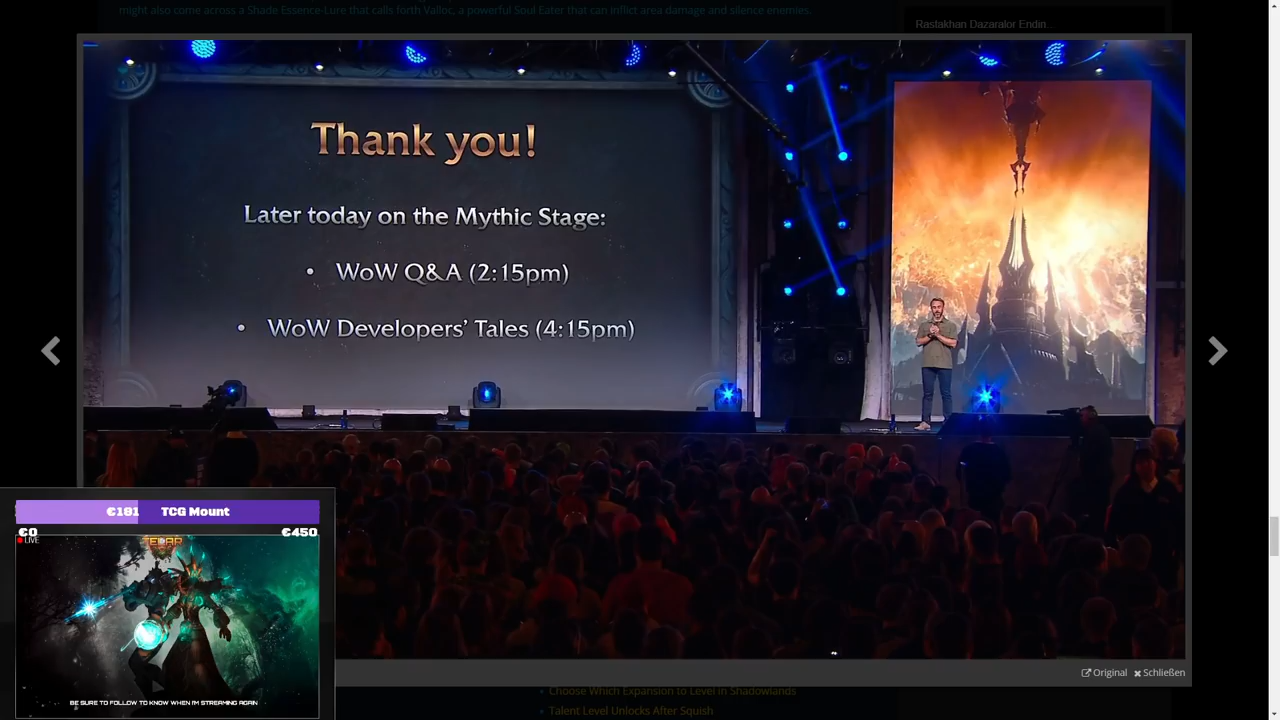 might also come across a Shade Essence Lure that calls forth Valloc, a powerful Soul Eater that can inflict area damage and silence enemies.
Rastakhan Dazaralor Endin...
Thank you!
Later today on the Mythic Stage:
• WoW Q&A (2:15pm)
• WoW Developers' Tales (4:15pm)
€181 TCG Mount
€0 €450
LIVE
BE SURE TO FOLLOW TO KNOW WHEN I'M STREAMING AGAIN
Original Schließen
Choose Which Expansion to Level in Shadowlands
Talent Level Unlocks After Squish